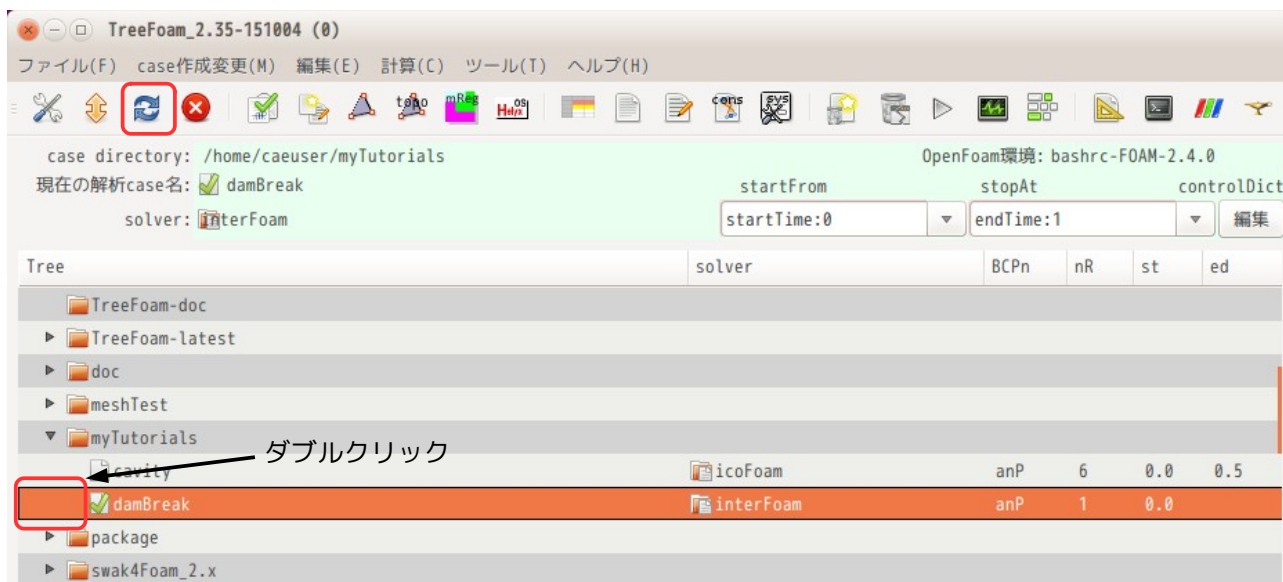 TreeFoam_2.35-151004 (0)
ファイル(F) case作成変更(M) 編集(E) 計算(C) ツール(T) ヘルプ(H)
topo mReg Helyx OS cons SYS
case directory: /home/caeuser/myTutorials OpenFoam環境: bashrc-FOAM-2.4.0
現在の解析case名: damBreak startFrom stopAt controlDict
solver: interFoam startTime:0 endTime:1 編集
Tree solver BCPn nR st ed
TreeFoam-doc
TreeFoam-latest
doc
meshTest
myTutorials
ダブルクリック
cavity icoFoam anP 6 0.0 0.5
damBreak interFoam anP 1 0.0
package
swak4Foam_2.x